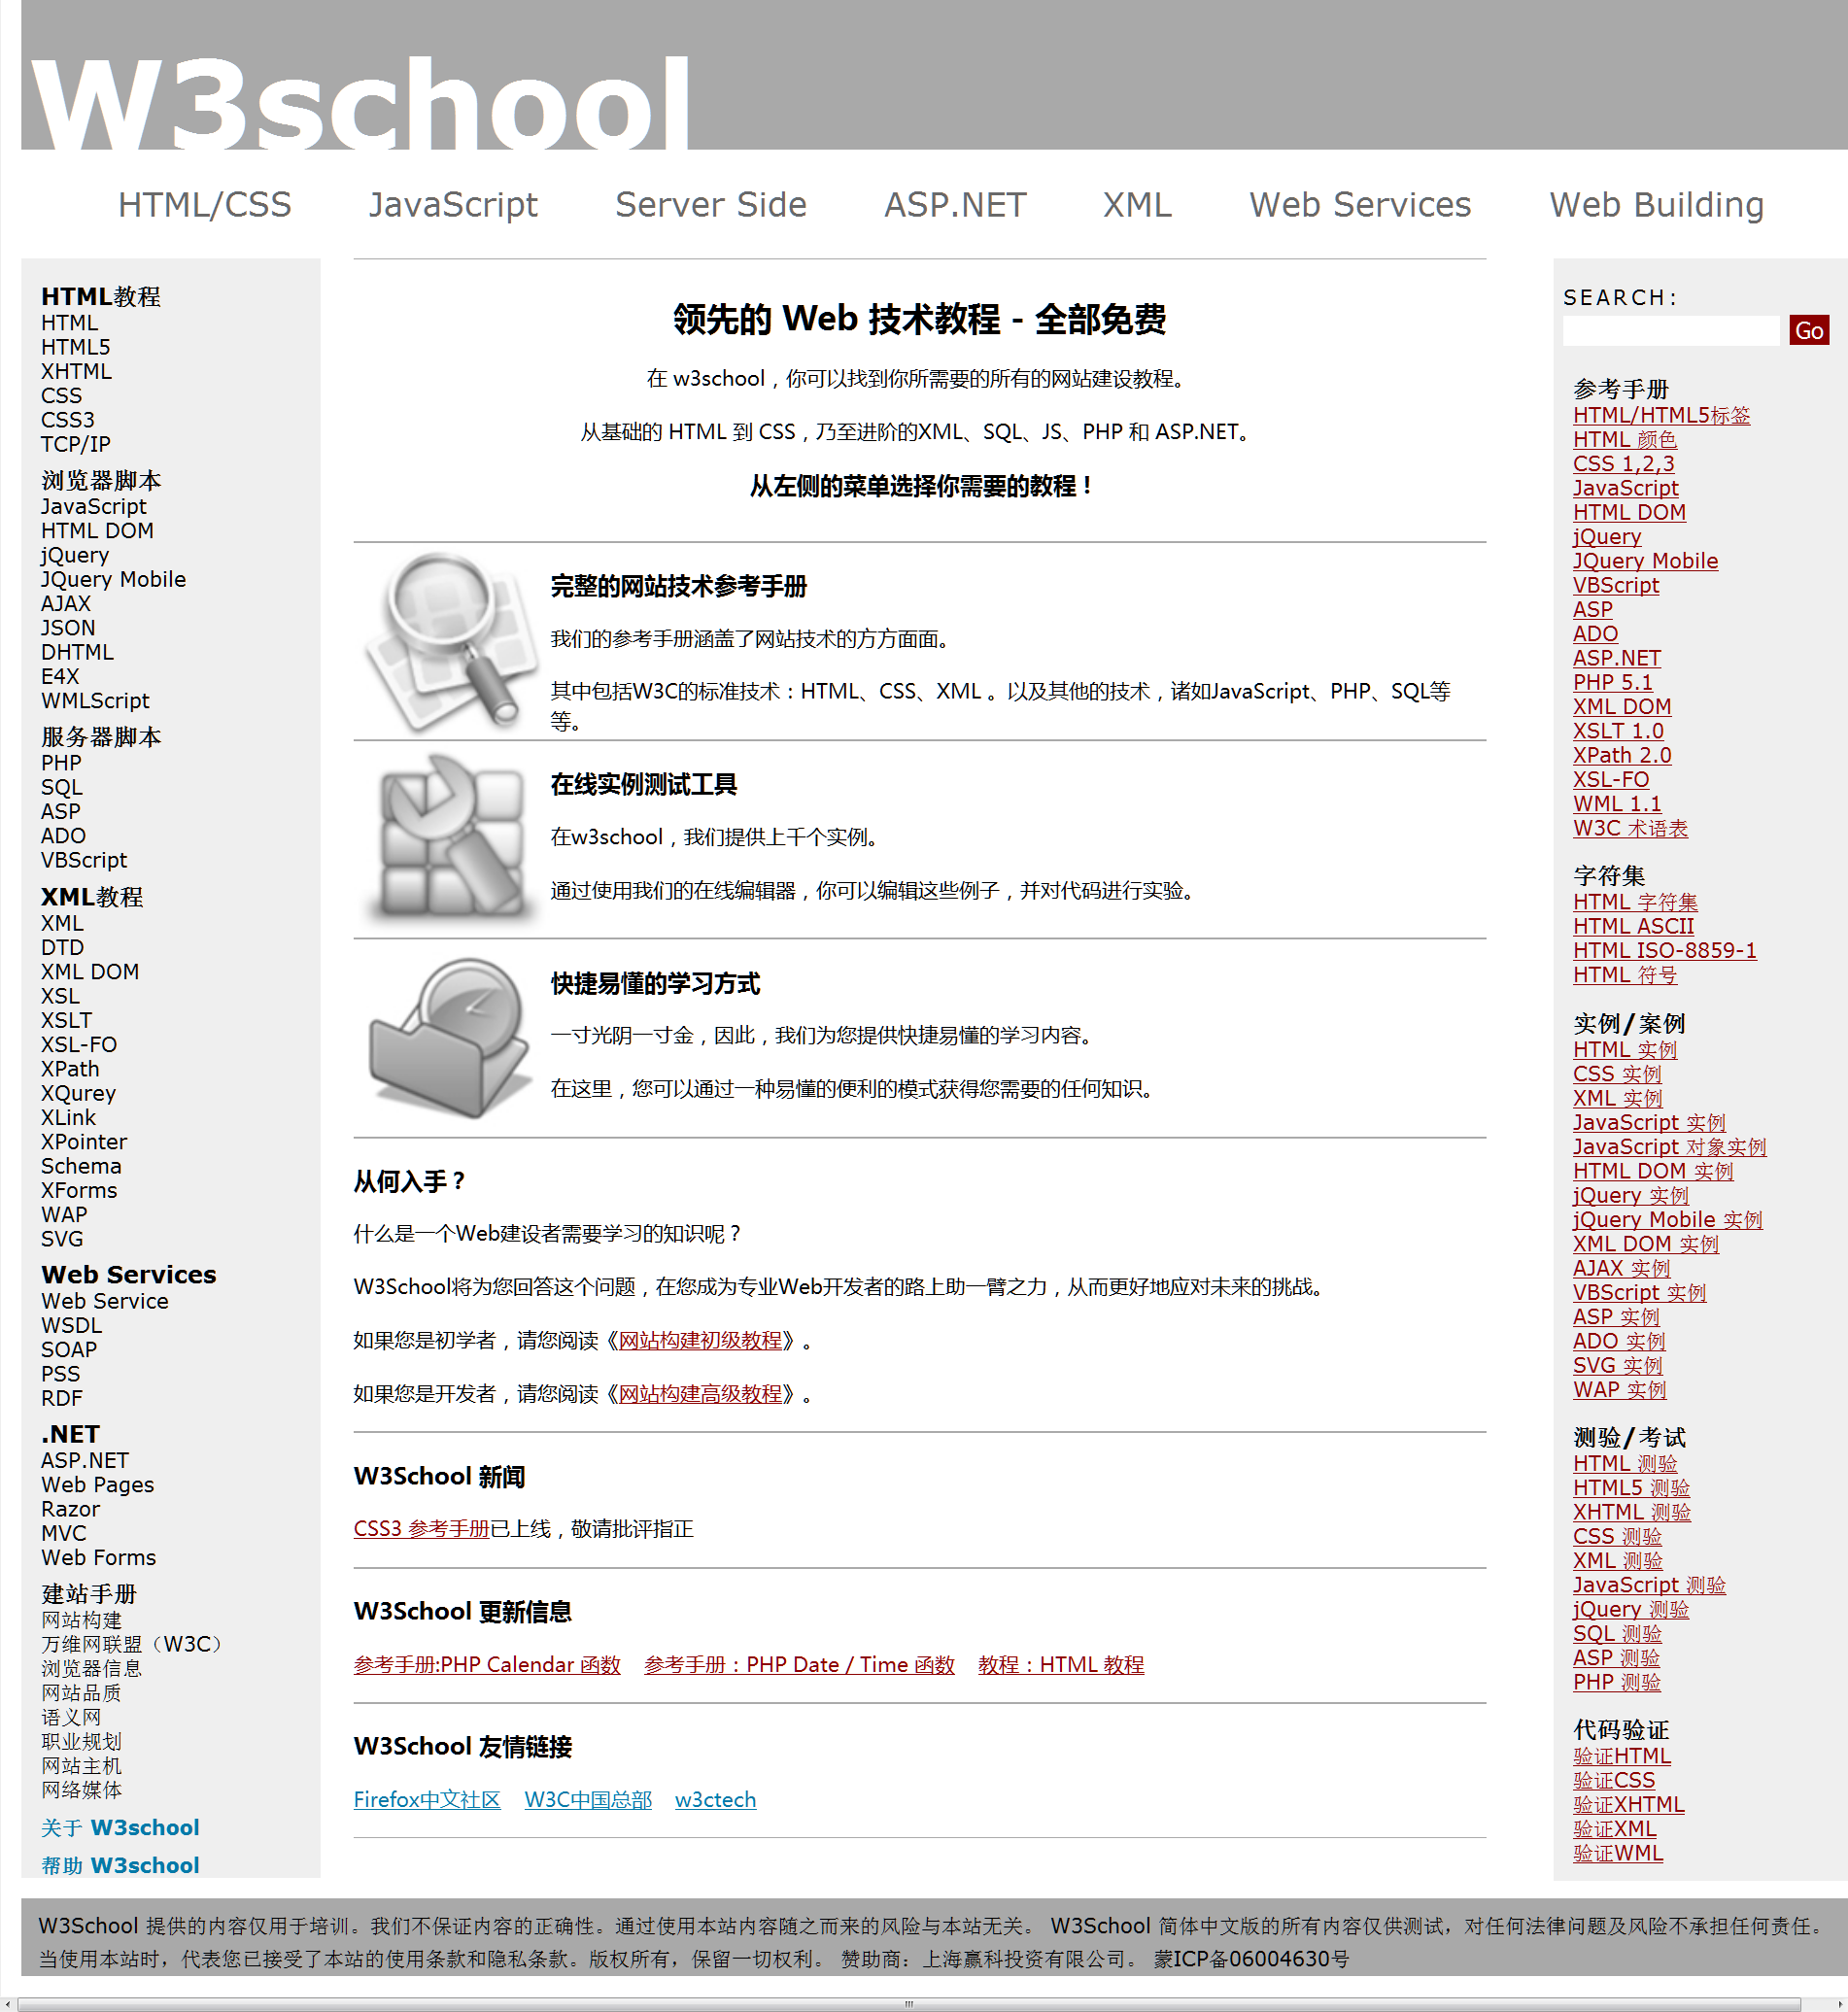 W3school
HTML/CSS JavaScript Server Side ASP.NET XML Web Services Web Building
HTML教程
HTML
HTML5
XHTML
CSS
CSS3
TCP/IP
浏览器脚本
JavaScript
HTML DOM
jQuery
JQuery Mobile
AJAX
JSON
DHTML
E4X
WMLScript
服务器脚本
PHP
SQL
ASP
ADO
VBScript
XML教程
XML
DTD
XML DOM
XSL
XSLT
XSL-FO
XPath
XQurey
XLink
XPointer
Schema
XForms
WAP
SVG
Web Services
Web Service
WSDL
SOAP
PSS
RDF
.NET
ASP.NET
Web Pages
Razor
MVC
Web Forms
建站手册
网站构建
万维网联盟（W3C）
浏览器信息
网站品质
语义网
职业规划
网站主机
网络媒体
关于 W3school
帮助 W3school
领先的 Web 技术教程 - 全部免费
在 w3school，你可以找到你所需要的所有的网站建设教程。
从基础的 HTML 到 CSS，乃至进阶的XML、SQL、JS、PHP 和 ASP.NET。
从左侧的菜单选择你需要的教程！
完整的网站技术参考手册
我们的参考手册涵盖了网站技术的方方面面。
其中包括W3C的标准技术：HTML、CSS、XML 。以及其他的技术，诸如JavaScript、PHP、SQL等
等。
在线实例测试工具
在w3school，我们提供上千个实例。
通过使用我们的在线编辑器，你可以编辑这些例子，并对代码进行实验。
快捷易懂的学习方式
一寸光阴一寸金，因此，我们为您提供快捷易懂的学习内容。
在这里，您可以通过一种易懂的便利的模式获得您需要的任何知识。
从何入手？
什么是一个Web建设者需要学习的知识呢？
W3School将为您回答这个问题，在您成为专业Web开发者的路上助一臂之力，从而更好地应对未来的挑战。
如果您是初学者，请您阅读《网站构建初级教程》。
如果您是开发者，请您阅读《网站构建高级教程》。
W3School 新闻
CSS3 参考手册已上线，敬请批评指正
W3School 更新信息
参考手册:PHP Calendar 函数 参考手册：PHP Date / Time 函数 教程：HTML 教程
W3School 友情链接
Firefox中文社区 W3C中国总部 w3ctech
SEARCH:
Go
参考手册
HTML/HTML5标签
HTML 颜色
CSS 1,2,3
JavaScript
HTML DOM
jQuery
JQuery Mobile
VBScript
ASP
ADO
ASP.NET
PHP 5.1
XML DOM
XSLT 1.0
XPath 2.0
XSL-FO
WML 1.1
W3C 术语表
字符集
HTML 字符集
HTML ASCII
HTML ISO-8859-1
HTML 符号
实例/案例
HTML 实例
CSS 实例
XML 实例
JavaScript 实例
JavaScript 对象实例
HTML DOM 实例
jQuery 实例
jQuery Mobile 实例
XML DOM 实例
AJAX 实例
VBScript 实例
ASP 实例
ADO 实例
SVG 实例
WAP 实例
测验/考试
HTML 测验
HTML5 测验
XHTML 测验
CSS 测验
XML 测验
JavaScript 测验
jQuery 测验
SQL 测验
ASP 测验
PHP 测验
代码验证
验证HTML
验证CSS
验证XHTML
验证XML
验证WML
W3School 提供的内容仅用于培训。我们不保证内容的正确性。通过使用本站内容随之而来的风险与本站无关。 W3School 简体中文版的所有内容仅供测试，对任何法律问题及风险不承担任何责任。
当使用本站时，代表您已接受了本站的使用条款和隐私条款。版权所有，保留一切权利。 赞助商：上海赢科投资有限公司。 蒙ICP备06004630号